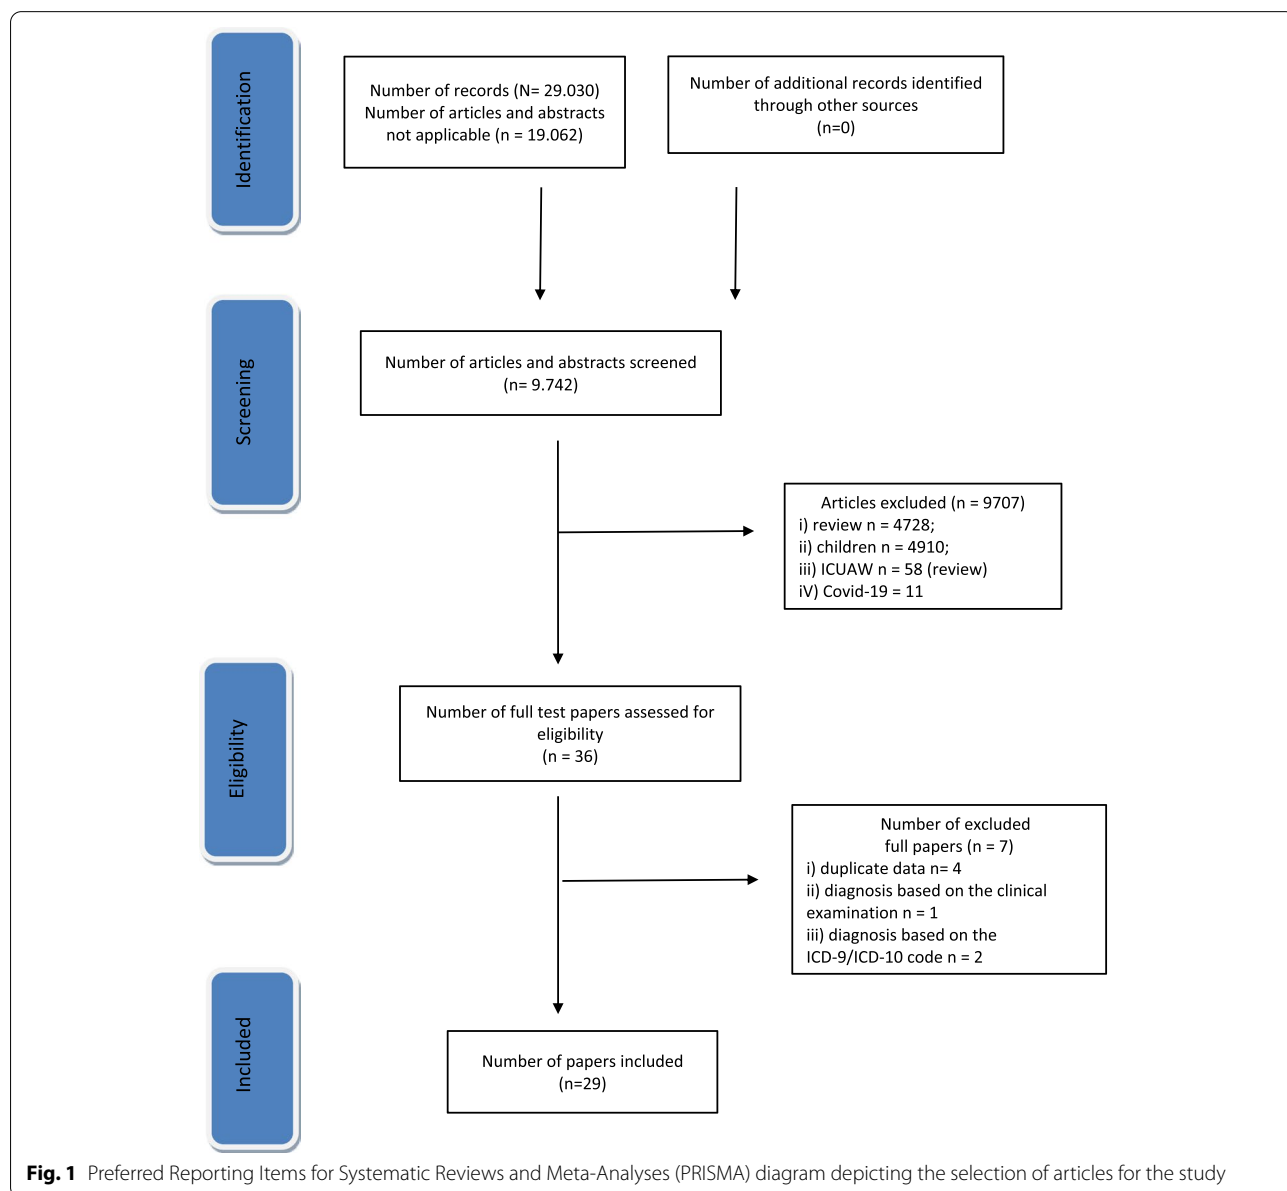 Identification
Number of records (N= 29.030)
Number of articles and abstracts
not applicable (n = 19.062)
Number of additional records identified
through other sources
(n=0)
Screening
Number of articles and abstracts screened
(n= 9.742)
Articles excluded (n = 9707)
i) review n = 4728;
ii) children n = 4910;
iii) ICUAW n = 58 (review)
iV) Covid-19 = 11
Eligibility
Number of full test papers assessed for
eligibility
(n = 36)
Number of excluded
full papers (n = 7)
i) duplicate data n= 4
ii) diagnosis based on the clinical
examination n = 1
iii) diagnosis based on the
ICD-9/ICD-10 code n = 2
Included
Number of papers included
(n=29)
Fig. 1 Preferred Reporting Items for Systematic Reviews and Meta-Analyses (PRISMA) diagram depicting the selection of articles for the study